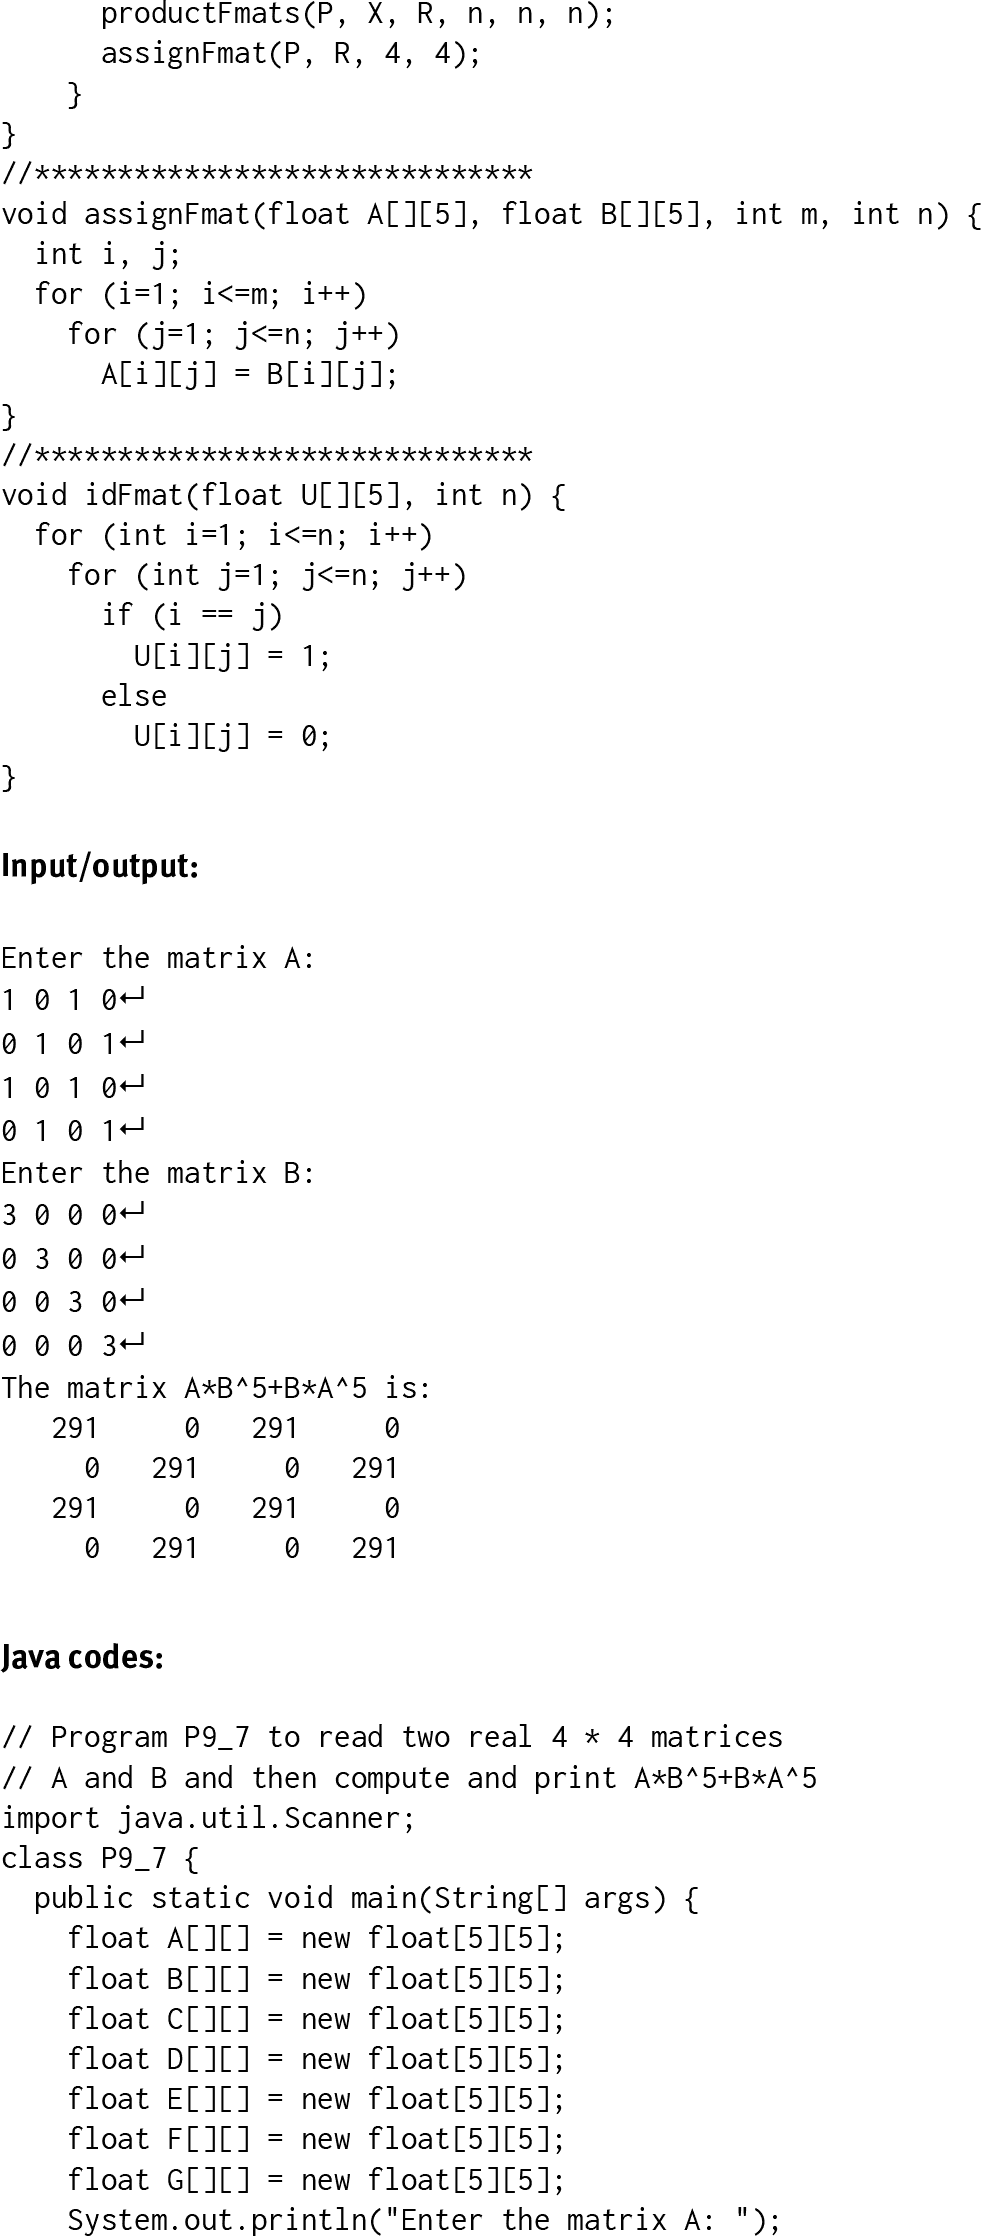 productFmats(P, X, R, n, n, n);
      assignFmat(P, R, 4, 4);
    }
}
//******************************
void assignFmat(float A[][5], float B[][5], int m, int n) {
  int i, j;
  for (i=1; i<=m; i++)
    for (j=1; j<=n; j++)
      A[i][j] = B[i][j];
}
//******************************
void idFmat(float U[][5], int n) {
  for (int i=1; i<=n; i++)
    for (int j=1; j<=n; j++)
      if (i == j)
        U[i][j] = 1;
      else
        U[i][j] = 0;
}
Input/output:
Enter the matrix A:
1 0 1 0↵
0 1 0 1↵
1 0 1 0↵
0 1 0 1↵
Enter the matrix B:
3 0 0 0↵
0 3 0 0↵
0 0 3 0↵
0 0 0 3↵
The matrix A*B^5+B*A^5 is:
   291     0   291     0
     0   291     0   291
   291     0   291     0
     0   291     0   291
Java codes:
// Program P9_7 to read two real 4 * 4 matrices
// A and B and then compute and print A*B^5+B*A^5
import java.util.Scanner;
class P9_7 {
  public static void main(String[] args) {
    float A[][] = new float[5][5];
    float B[][] = new float[5][5];
    float C[][] = new float[5][5];
    float D[][] = new float[5][5];
    float E[][] = new float[5][5];
    float F[][] = new float[5][5];
    float G[][] = new float[5][5];
    System.out.println("Enter the matrix A: ");